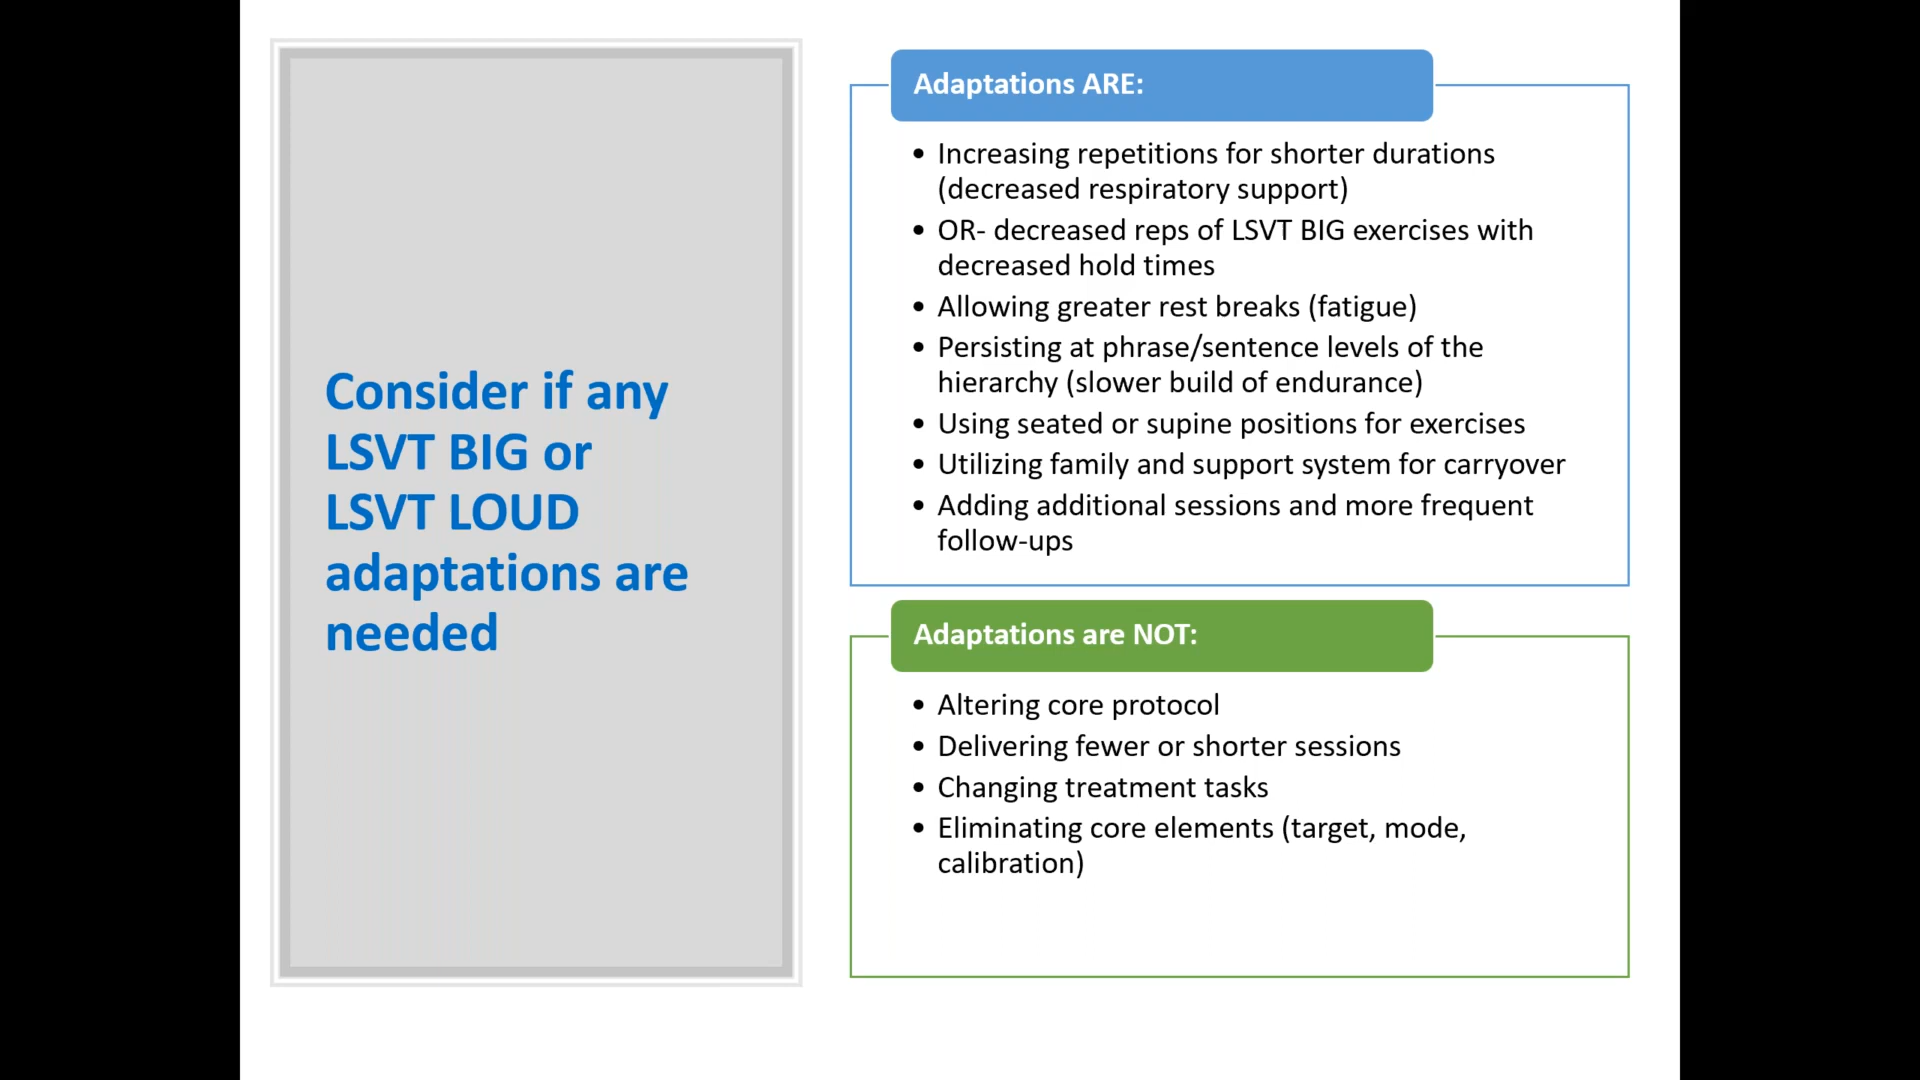 Consider if any
LSVT BIG or
LSVT LOUD
adaptations are
needed
Adaptations ARE:
• Increasing repetitions for shorter durations
(decreased respiratory support)
• OR- decreased reps of LSVT BIG exercises with
decreased hold times
• Allowing greater rest breaks (fatigue)
• Persisting at phrase/sentence levels of the
hierarchy (slower build of endurance)
• Using seated or supine positions for exercises
• Utilizing family and support system for carryover
• Adding additional sessions and more frequent
follow-ups
Adaptations are NOT:
• Altering core protocol
• Delivering fewer or shorter sessions
• Changing treatment tasks
• Eliminating core elements (target, mode,
calibration)